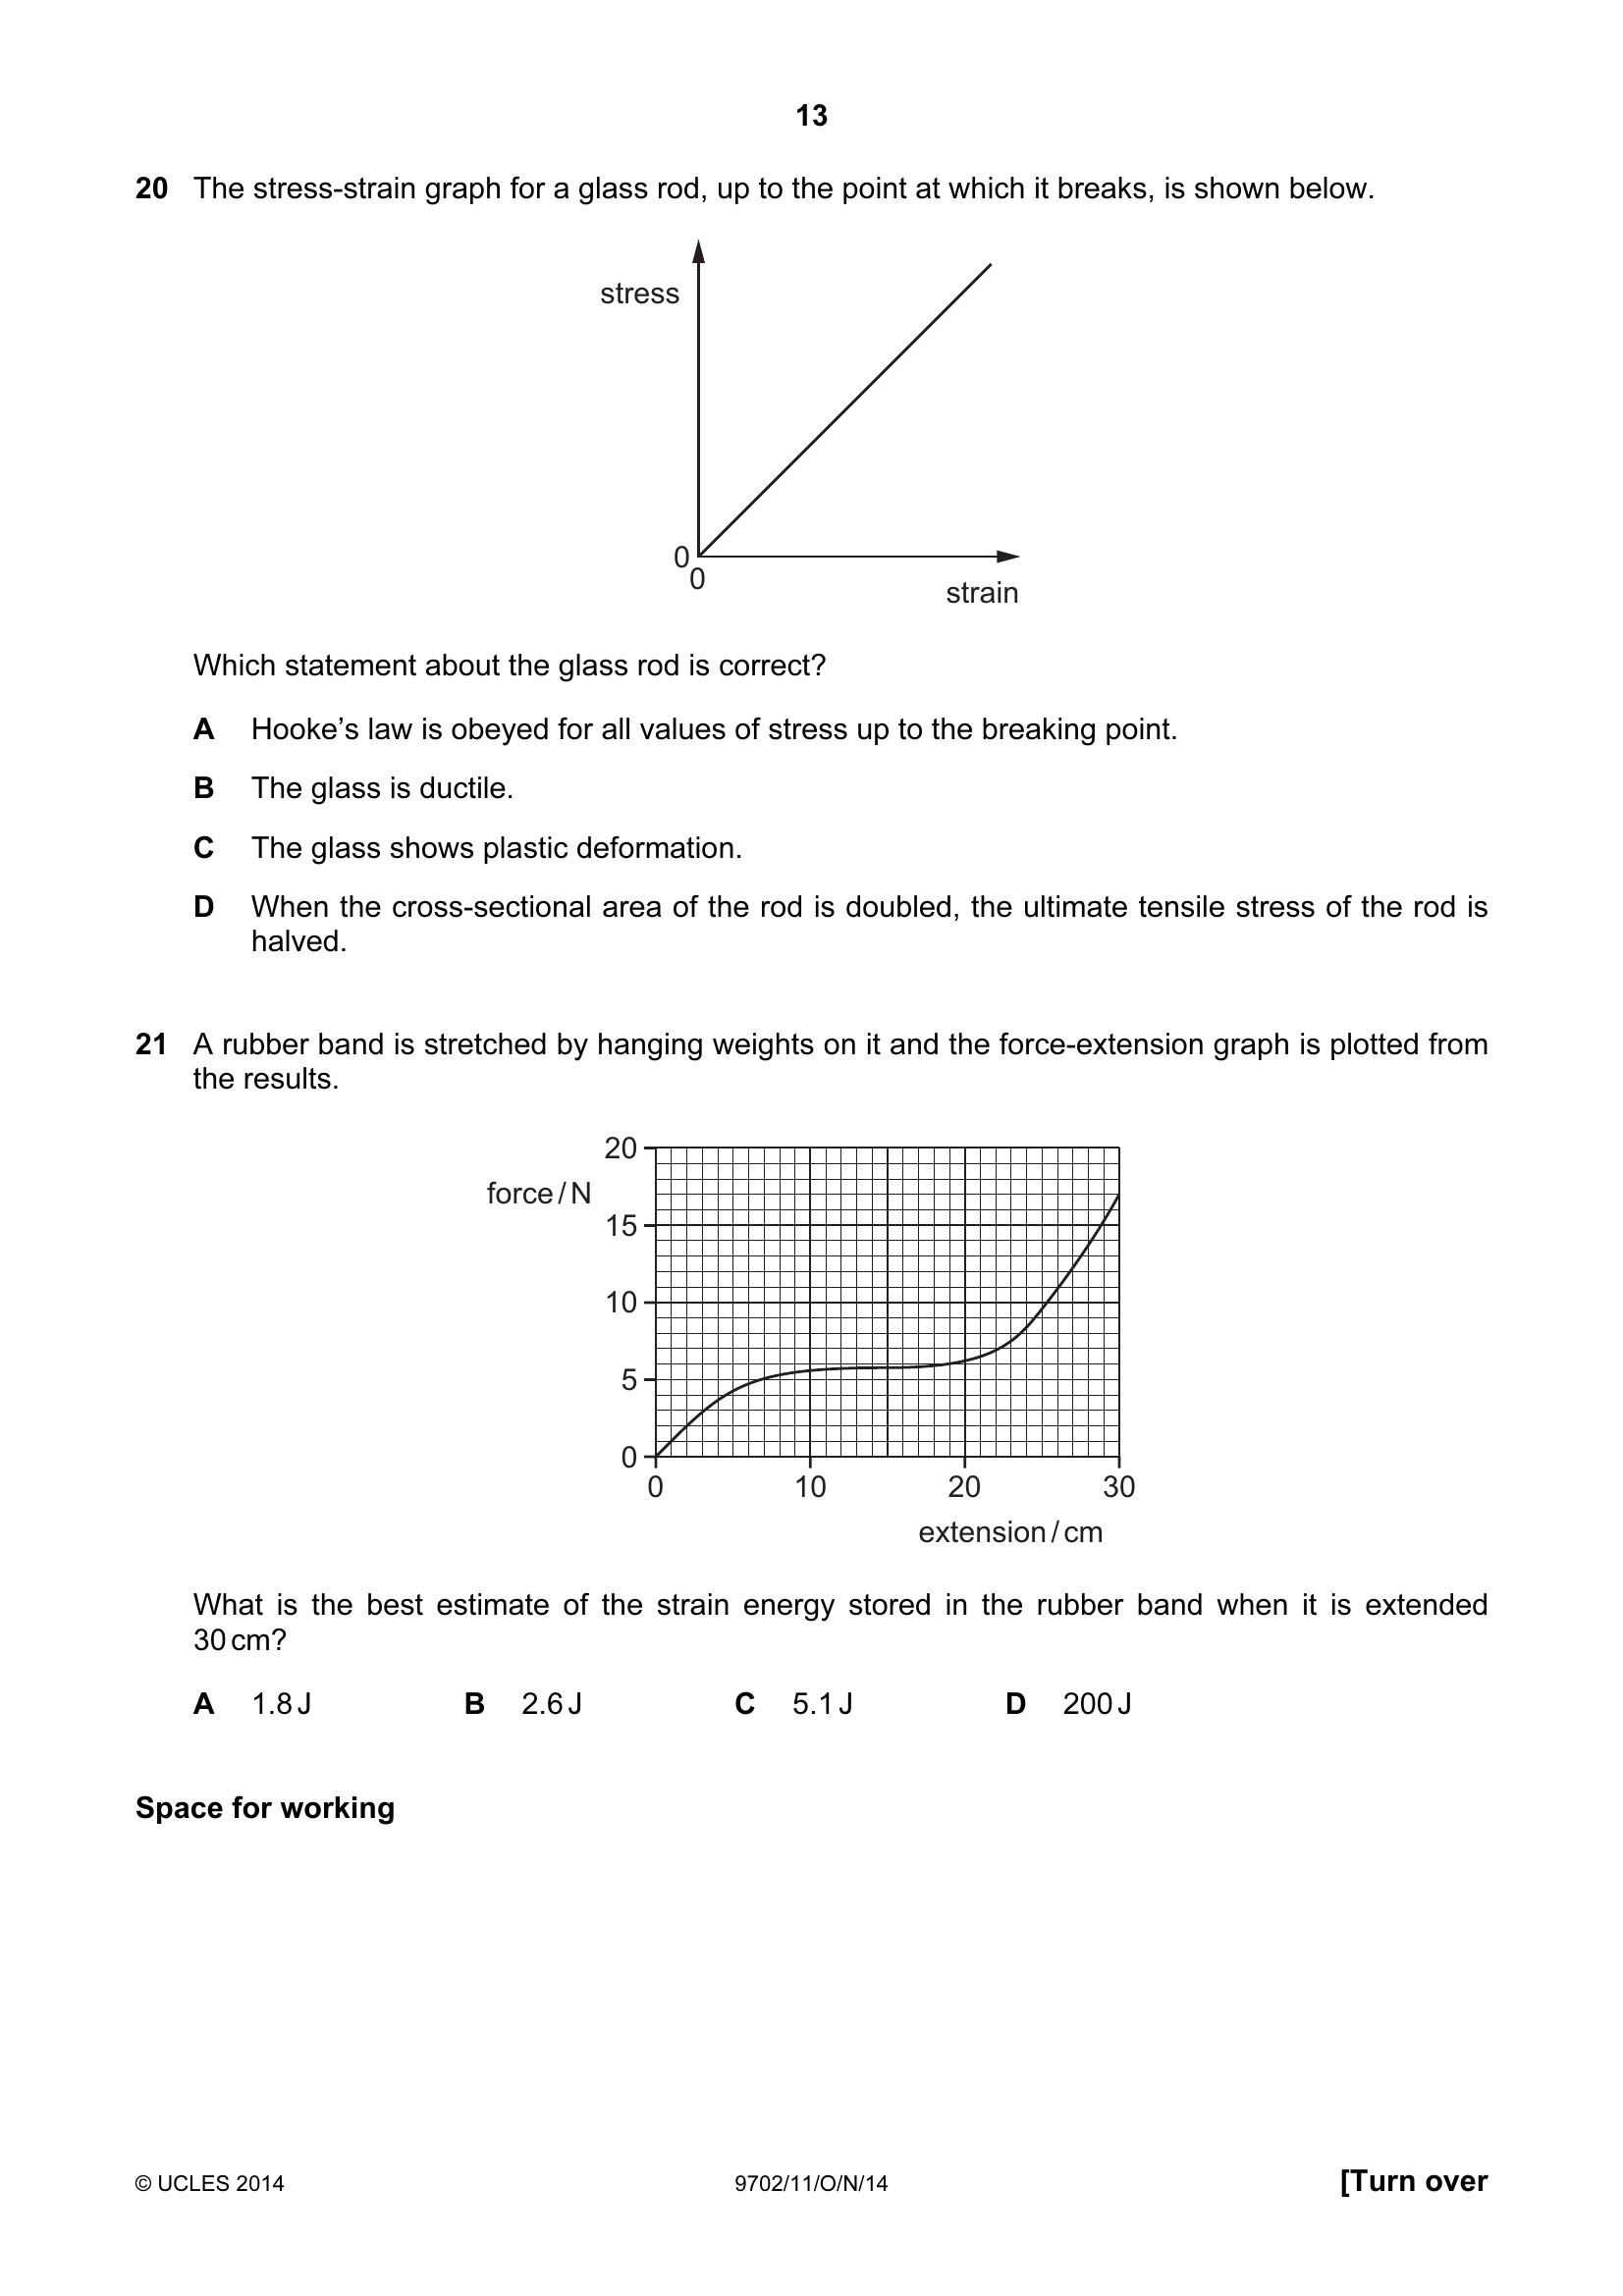 13
20 The stress-strain graph for a glass rod, up to the point at which it breaks, is shown below.
stress
0
0
strain
Which statement about the glass rod is correct?
A Hooke’s law is obeyed for all values of stress up to the breaking point.
B The glass is ductile.
C The glass shows plastic deformation.
D When the cross-sectional area of the rod is doubled, the ultimate tensile stress of the rod is
halved.
21 A rubber band is stretched by hanging weights on it and the force-extension graph is plotted from
the results.
20
force / N
15
10
5
0
0 10 20 30
extension / cm
What is the best estimate of the strain energy stored in the rubber band when it is extended
30 cm?
A 1.8 J B 2.6 J C 5.1 J D 200 J
Space for working
© UCLES 2014 9702/11/O/N/14 [Turn over